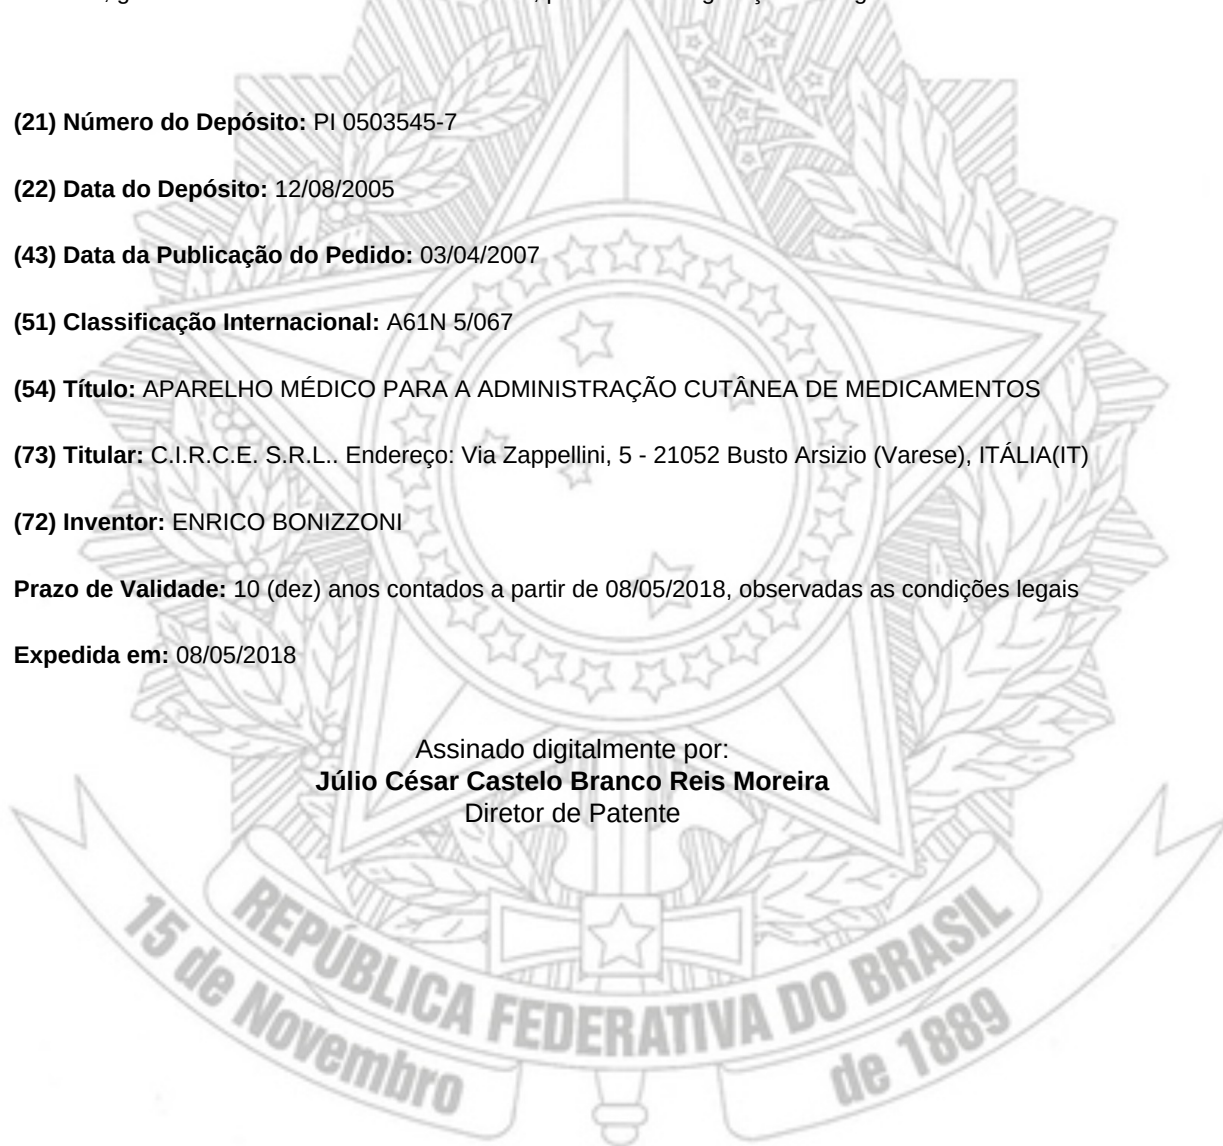 (21) Número do Depósito: PI 0503545-7
(22) Data do Depósito: 12/08/2005
(43) Data da Publicação do Pedido: 03/04/2007
(51) Classificação Internacional: A61N 5/067
(54) Título: APARELHO MÉDICO PARA A ADMINISTRAÇÃO CUTÂNEA DE MEDICAMENTOS
(73) Titular: C.I.R.C.E. S.R.L.. Endereço: Via Zappellini, 5 - 21052 Busto Arsizio (Varese), ITÁLIA(IT)
(72) Inventor: ENRICO BONIZZONI
Prazo de Validade: 10 (dez) anos contados a partir de 08/05/2018, observadas as condições legais
Expedida em: 08/05/2018
Assinado digitalmente por:
Júlio César Castelo Branco Reis Moreira
Diretor de Patente
REPÚBLICA FEDERATIVA DO BRASIL
15 de Novembro
de 1889